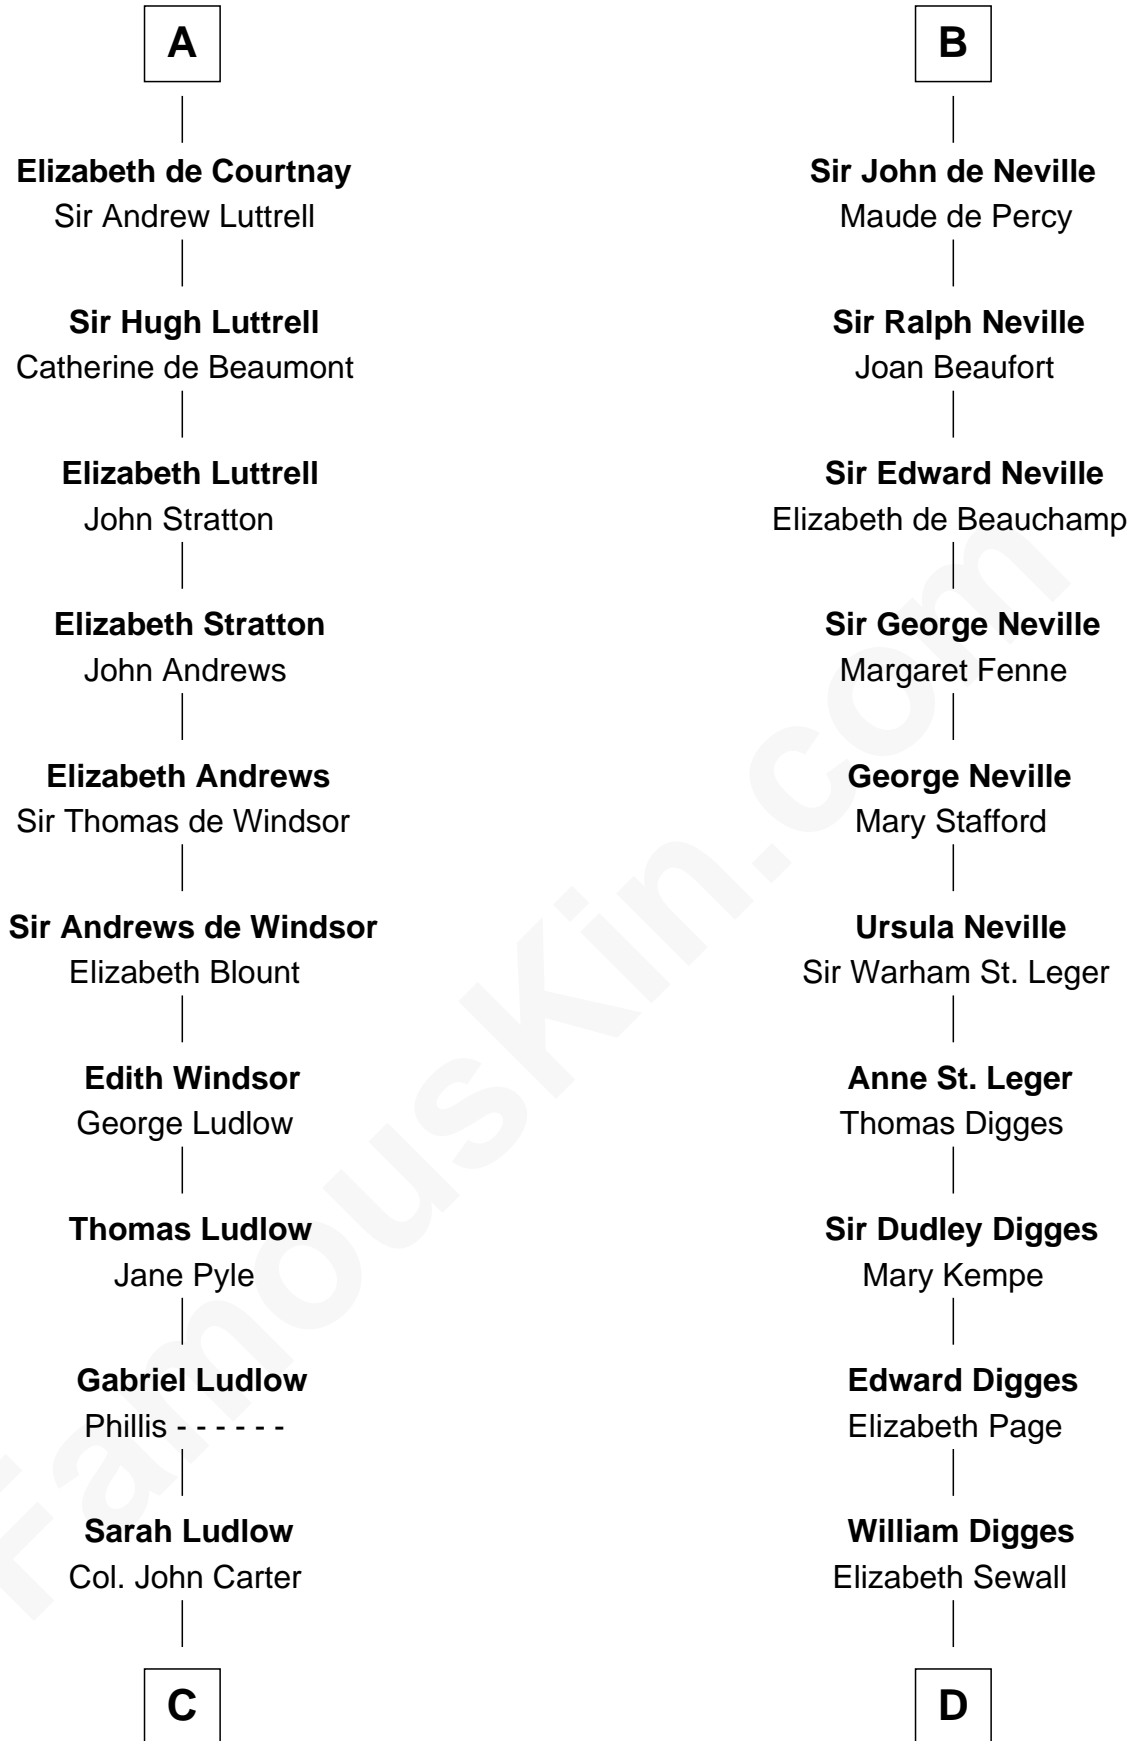 A
Elizabeth de Courtnay
Sir Andrew Luttrell
Sir Hugh Luttrell
Catherine de Beaumont
Elizabeth Luttrell
John Stratton
Elizabeth Stratton
John Andrews
Elizabeth Andrews
Sir Thomas de Windsor
Sir Andrews de Windsor
Elizabeth Blount
Edith Windsor
George Ludlow
Thomas Ludlow
Jane Pyle
Gabriel Ludlow
Phillis - - - - - -
Sarah Ludlow
Col. John Carter
C
B
Sir John de Neville
Maude de Percy
Sir Ralph Neville
Joan Beaufort
Sir Edward Neville
Elizabeth de Beauchamp
Sir George Neville
Margaret Fenne
George Neville
Mary Stafford
Ursula Neville
Sir Warham St. Leger
Anne St. Leger
Thomas Digges
Sir Dudley Digges
Mary Kempe
Edward Digges
Elizabeth Page
William Digges
Elizabeth Sewall
D
FamousKin.com